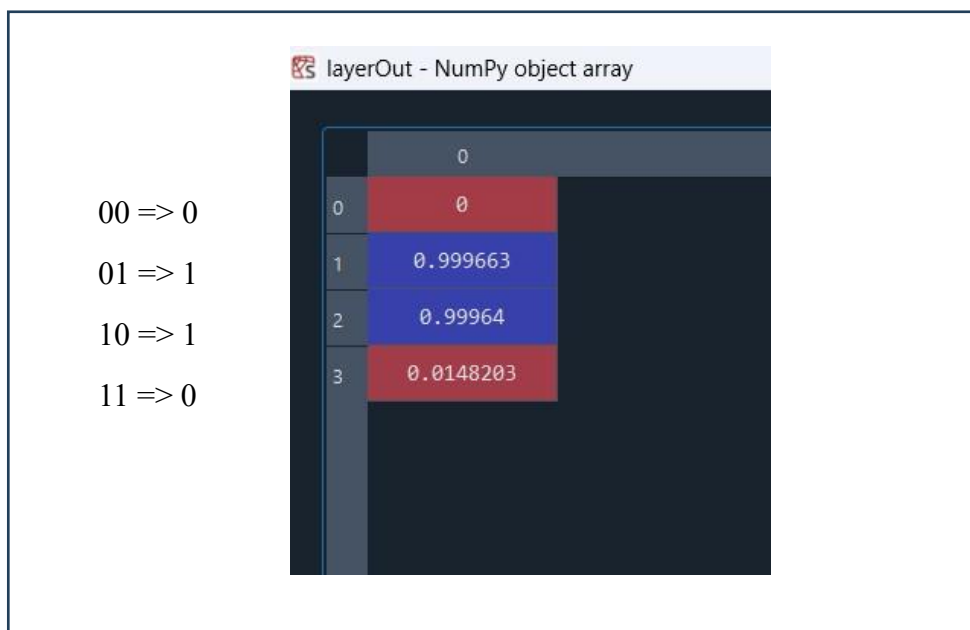 layerOut - NumPy object array
0
00 => 0
0 0
01 => 1
1 0.999663
10 => 1
2 0.99964
11 => 0
3 0.0148203